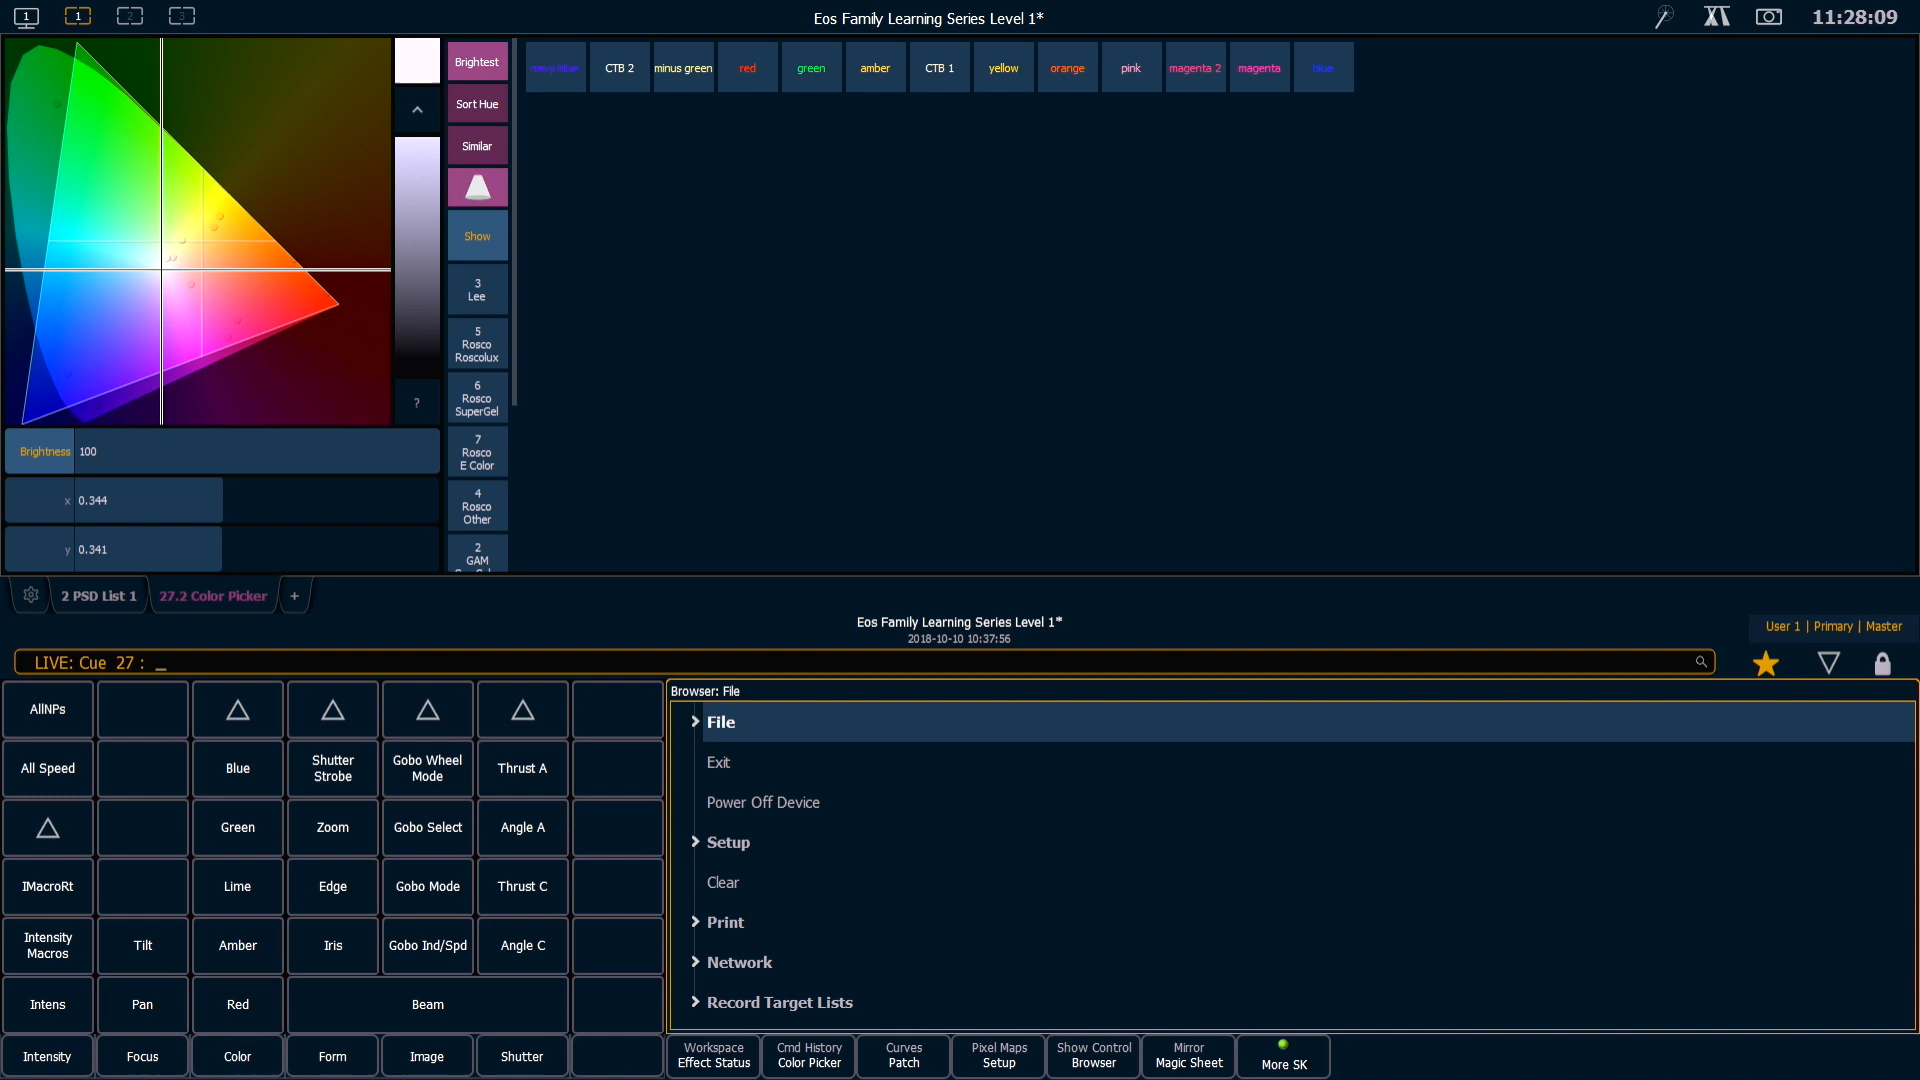 1
1
2
3
Eos Family Learning Series Level 1*
11:28:09
Brightest
Sort Hue
Similar
Show
3
Lee
5
Rosco
Roscolux
6
Rosco
SuperGel
7
Rosco
E Color
4
Rosco
Other
2
GAM
navy blue
CTB 2
minus green
red
green
amber
CTB 1
yellow
orange
pink
magenta 2
magenta
blue
?
Brightness 100
x 0.344
y 0.341
2 PSD List 1
27.2 Color Picker
+
Eos Family Learning Series Level 1*
2018-10-10 10:37:56
User 1 | Primary | Master
LIVE: Cue 27 : _
AllNPs
All Speed
Blue
Shutter
Strobe
Gobo Wheel
Mode
Thrust A
Green
Zoom
Gobo Select
Angle A
IMacroRt
Lime
Edge
Gobo Mode
Thrust C
Intensity
Macros
Tilt
Amber
Iris
Gobo Ind/Spd
Angle C
Intens
Pan
Red
Beam
Intensity
Focus
Color
Form
Image
Shutter
Browser: File
File
Exit
Power Off Device
Setup
Clear
Print
Network
Record Target Lists
Workspace
Effect Status
Cmd History
Color Picker
Curves
Patch
Pixel Maps
Setup
Show Control
Browser
Mirror
Magic Sheet
More SK